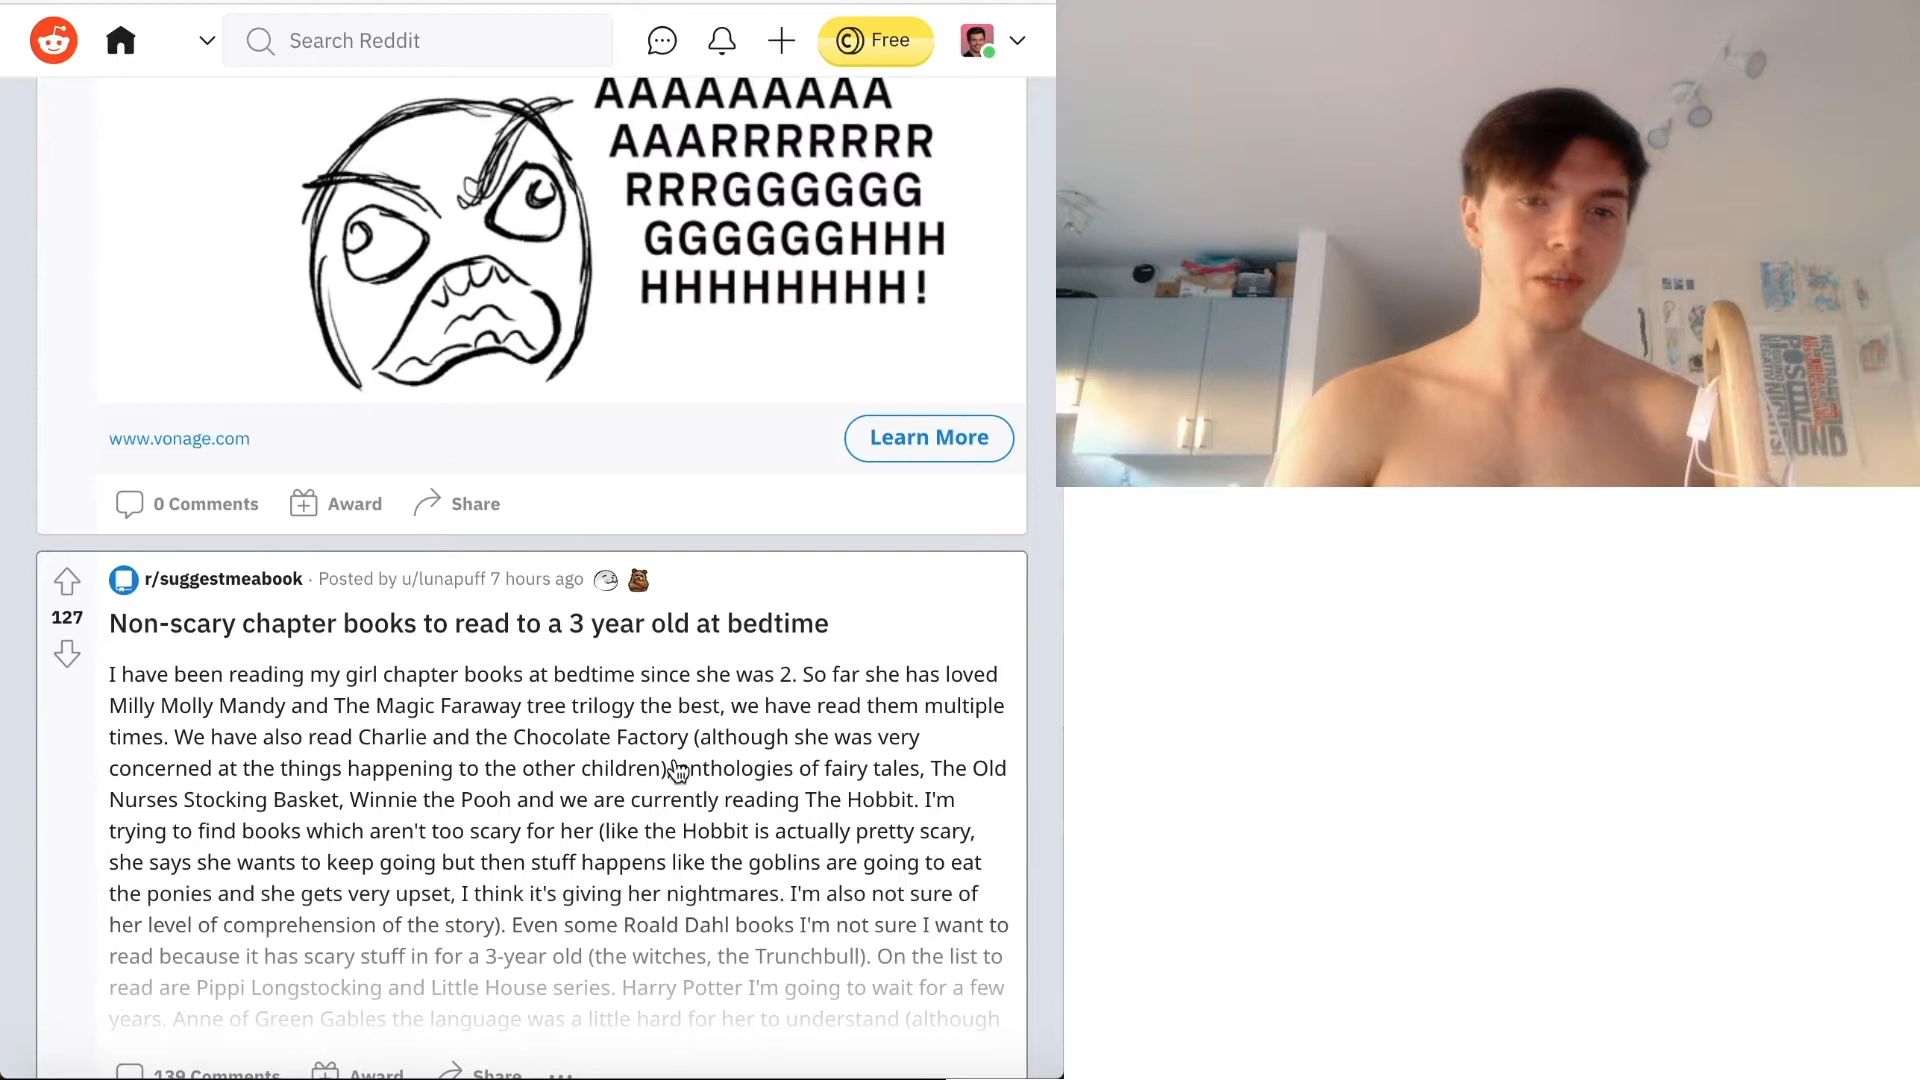 Search Reddit
Free
AAAAAAAAA
AAARRRRRRR
RRRGGGGGG
GGGGGGHHH
HHHHHHHH!
www.vonage.com
Learn More
0 Comments
Award
Share
r/suggestmeabook · Posted by u/lunapuff 7 hours ago
127
Non-scary chapter books to read to a 3 year old at bedtime
I have been reading my girl chapter books at bedtime since she was 2. So far she has loved
Milly Molly Mandy and The Magic Faraway tree trilogy the best, we have read them multiple
times. We have also read Charlie and the Chocolate Factory (although she was very
concerned at the things happening to the other children) anthologies of fairy tales, The Old
Nurses Stocking Basket, Winnie the Pooh and we are currently reading The Hobbit. I'm
trying to find books which aren't too scary for her (like the Hobbit is actually pretty scary,
she says she wants to keep going but then stuff happens like the goblins are going to eat
the ponies and she gets very upset, I think it's giving her nightmares. I'm also not sure of
her level of comprehension of the story). Even some Roald Dahl books I'm not sure I want to
read because it has scary stuff in for a 3-year old (the witches, the Trunchbull). On the list to
read are Pippi Longstocking and Little House series. Harry Potter I'm going to wait for a few
years. Anne of Green Gables the language was a little hard for her to understand (although
139 Comments
Award
Share